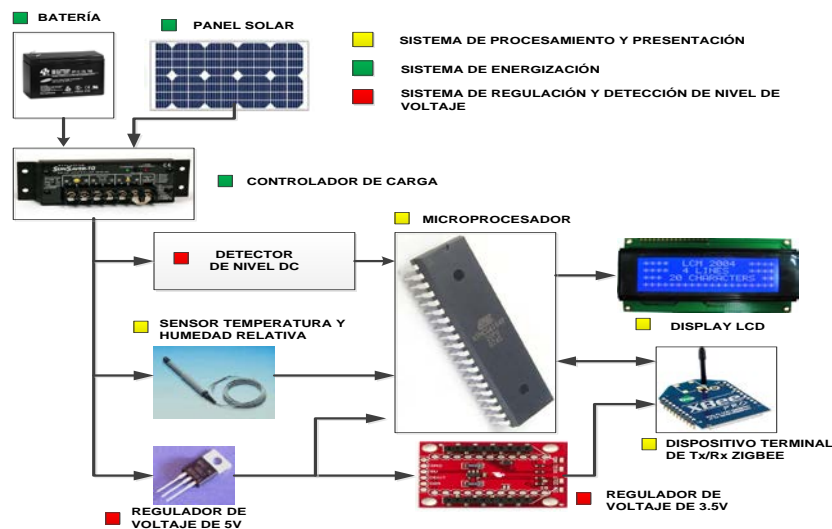 BATERÍA
PANEL SOLAR
SISTEMA DE PROCESAMIENTO Y PRESENTACIÓN
SISTEMA DE ENERGIZACIÓN
SISTEMA DE REGULACIÓN Y DETECCIÓN DE NIVEL DE
VOLTAJE
CONTROLADOR DE CARGA
MICROPROCESADOR
DETECTOR
DE NIVEL DC
LCM 2004
4 LINES
20 CHARACTERS
SENSOR TEMPERATURA Y
HUMEDAD RELATIVA
DISPLAY LCD
XBee
PRO
DISPOSITIVO TERMINAL
DE Tx/Rx ZIGBEE
REGULADOR DE
VOLTAJE DE 5V
REGULADOR DE
VOLTAJE DE 3.5V